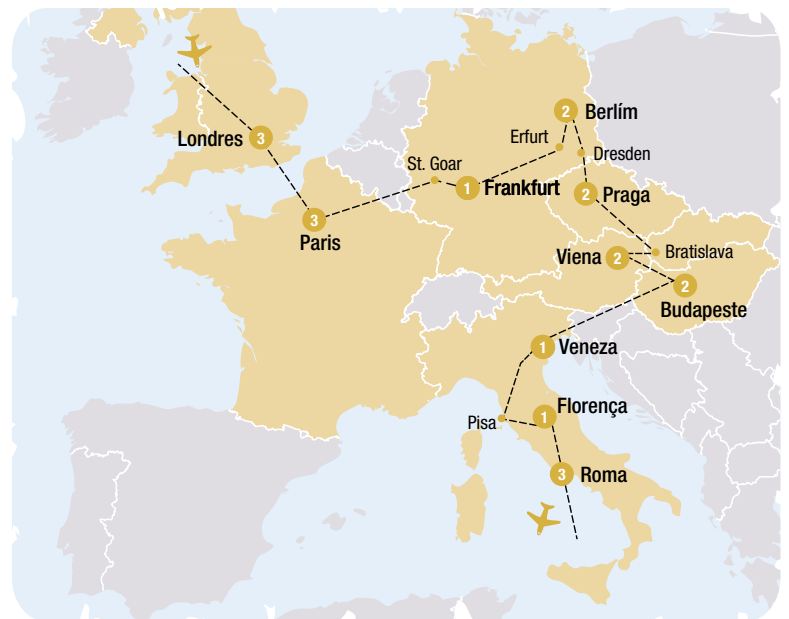 2
Berlím
Londres
3
Erfurt
Dresden
St. Goar
1
Frankfurt
2
Praga
3
Paris
Viena
2
Bratislava
2
Budapeste
1
Veneza
1
Florença
Pisa
3
Roma